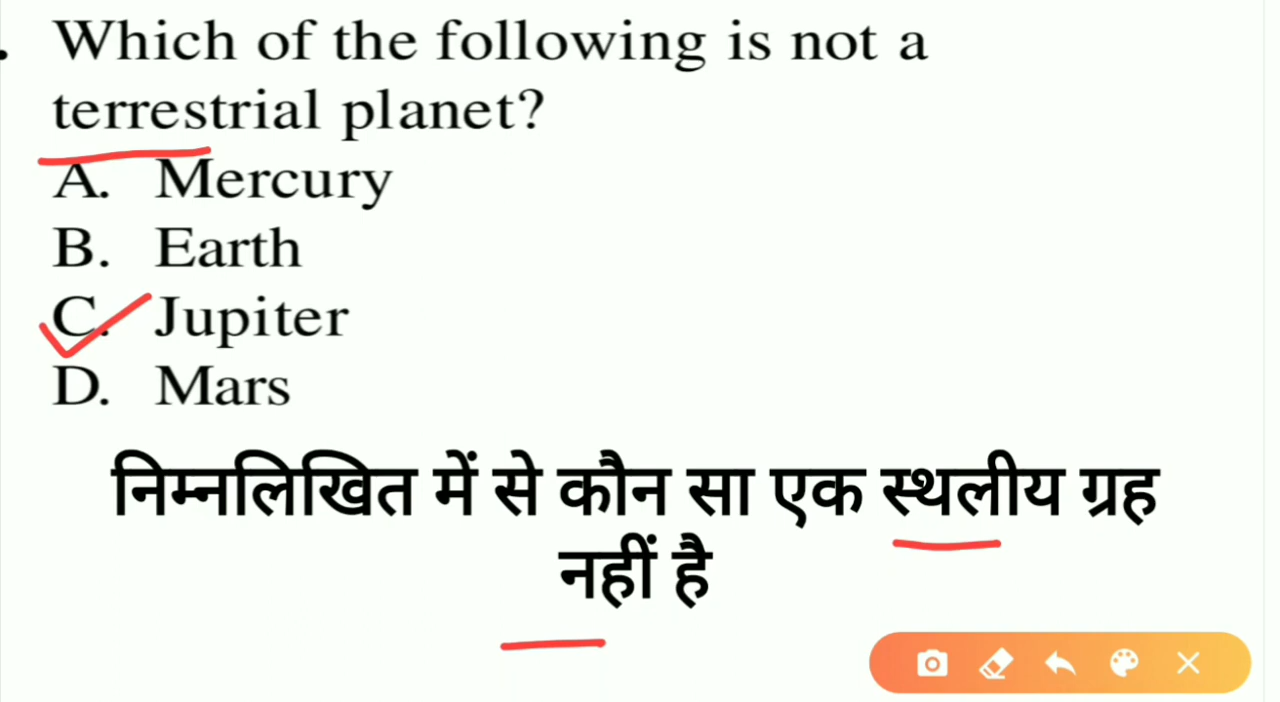 . Which of the following is not a
terrestrial planet?
A. Mercury
B. Earth
C. Jupiter
D. Mars
निम्नलिखित में से कौन सा एक स्थलीय ग्रह
नहीं है